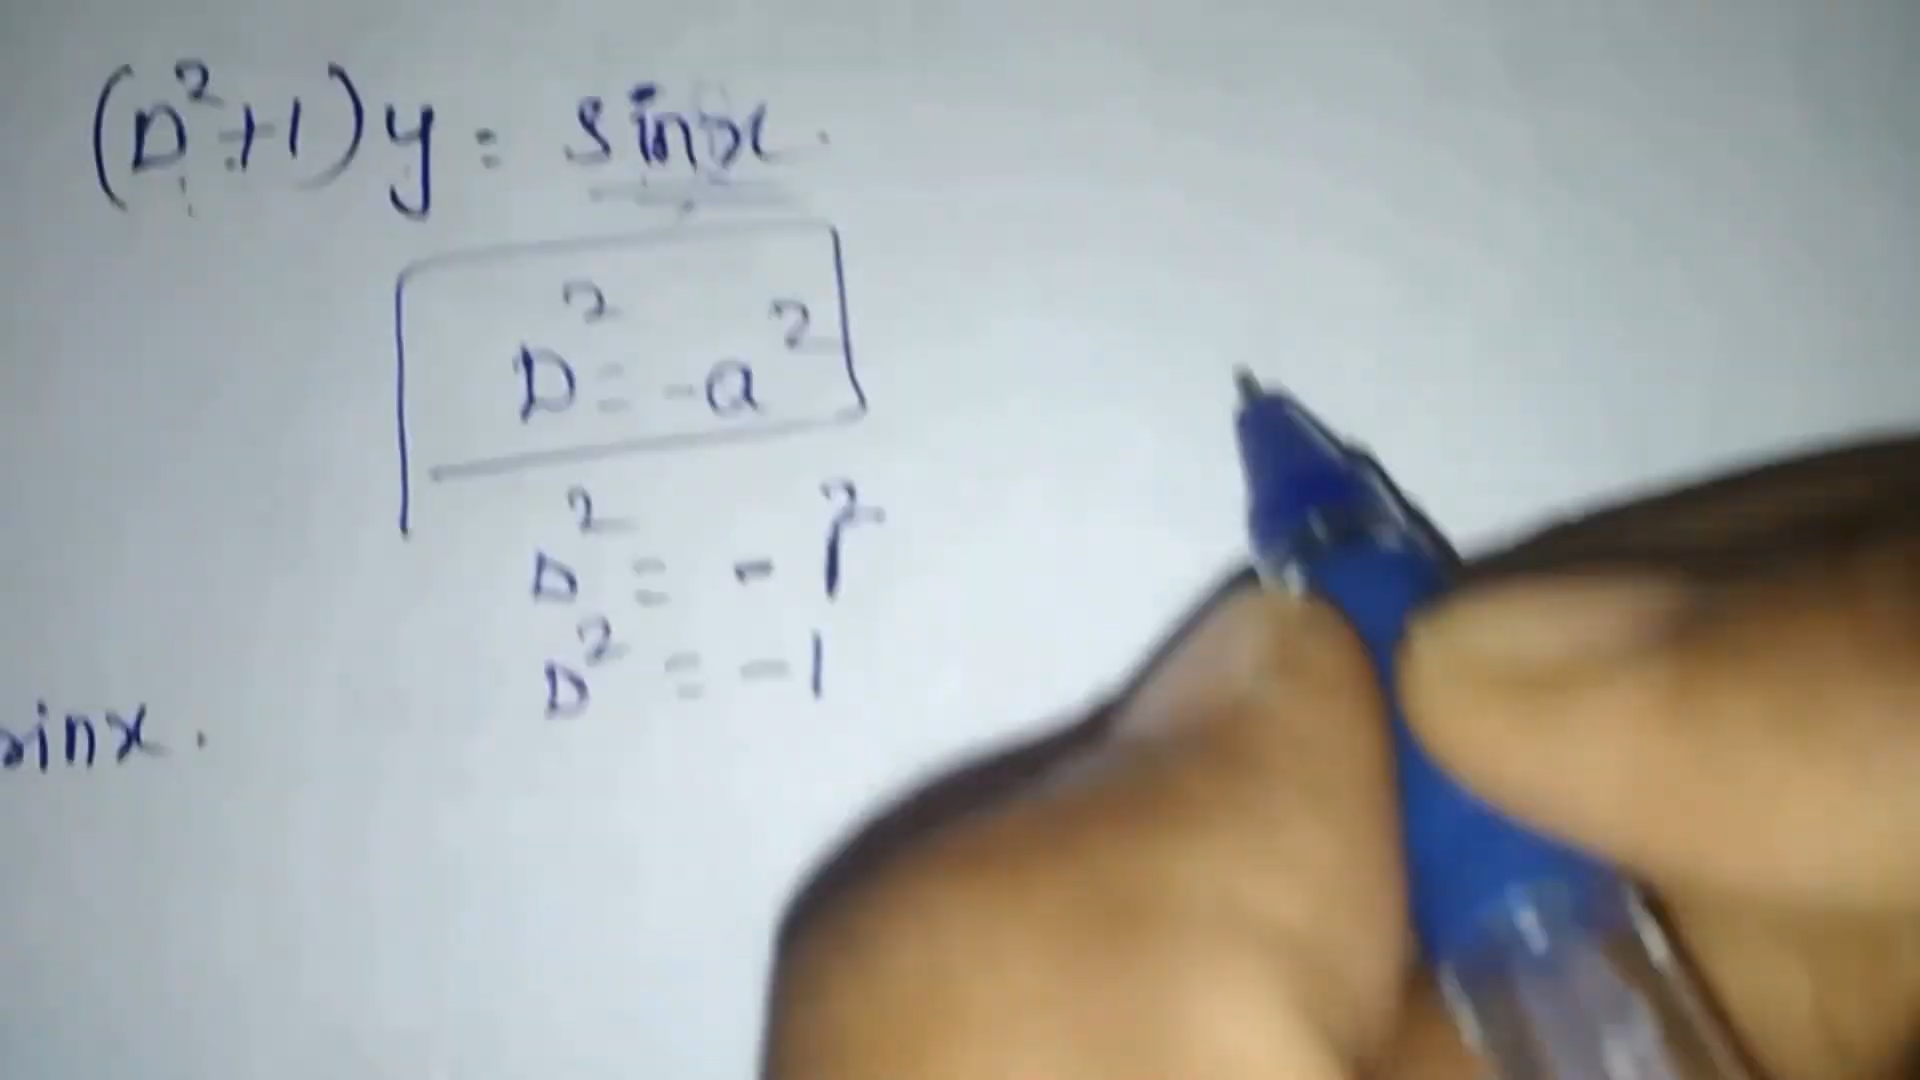 (D²+1)y = sinx.
D² = -a²
D² = -1²
D² = -1
sinx.